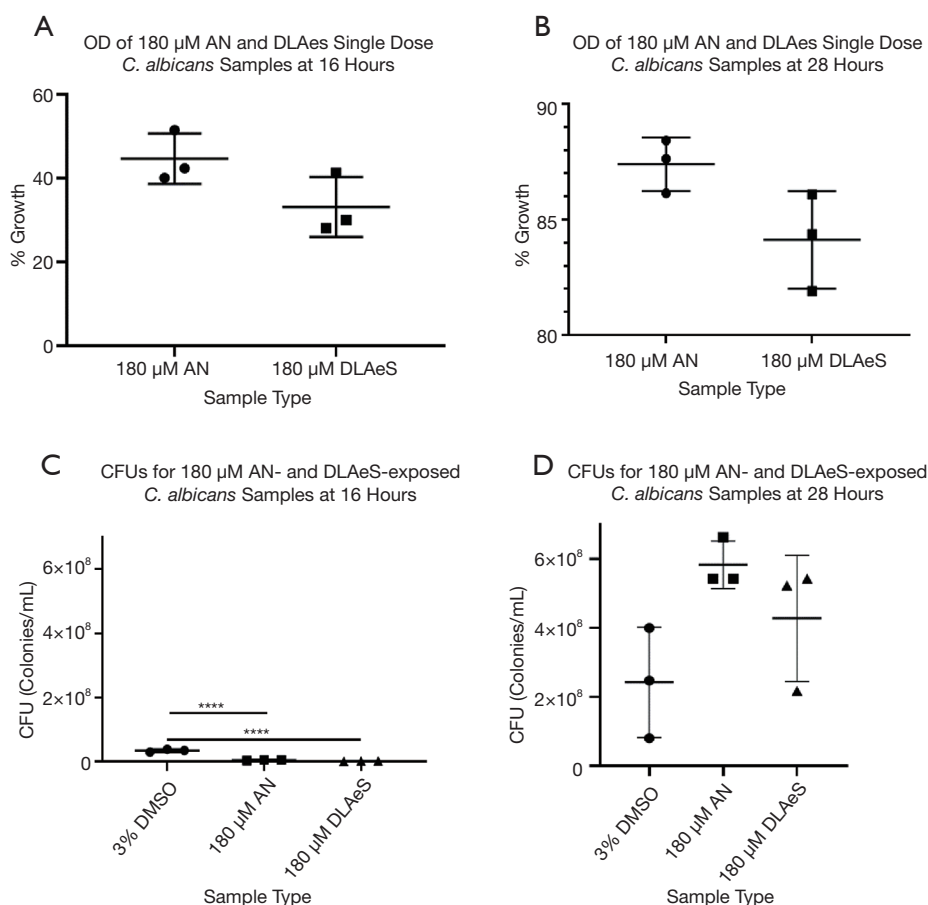 A
OD of 180 µM AN and DLAes Single Dose
C. albicans Samples at 16 Hours
60
40
20
0
% Growth
180 µM AN
180 µM DLAeS
Sample Type
B
OD of 180 µM AN and DLAes Single Dose
C. albicans Samples at 28 Hours
90
85
80
% Growth
180 µM AN
180 µM DLAeS
Sample Type
C
CFUs for 180 µM AN- and DLAeS-exposed
C. albicans Samples at 16 Hours
6×10⁸
4×10⁸
2×10⁸
0
CFU (Colonies/mL)
****
****
3% DMSO
180 µM AN
180 µM DLAeS
Sample Type
D
CFUs for 180 µM AN- and DLAeS-exposed
C. albicans Samples at 28 Hours
6×10⁸
4×10⁸
2×10⁸
0
CFU (Colonies/mL)
3% DMSO
180 µM AN
180 µM DLAeS
Sample Type